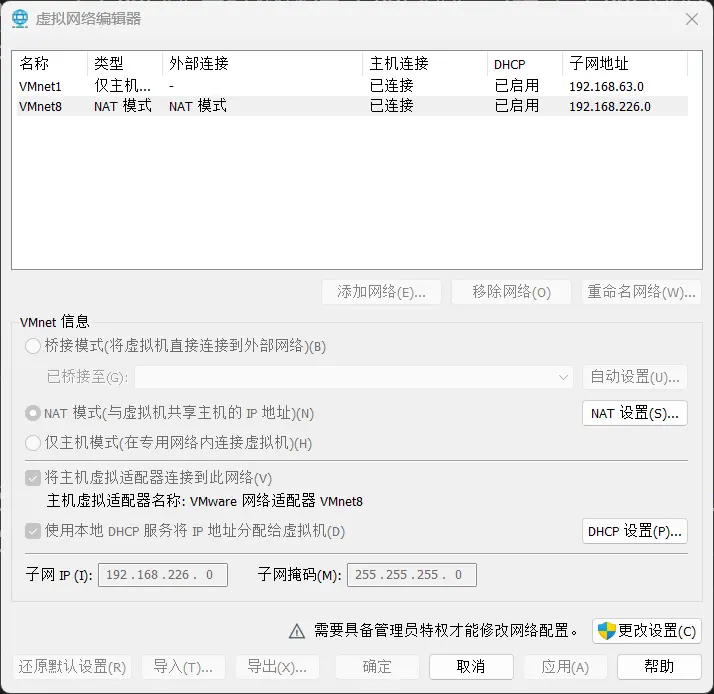 虚拟网络编辑器
名称 类型 外部连接 主机连接 DHCP 子网地址
VMnet1 仅主机... - 已连接 已启用 192.168.63.0
VMnet8 NAT 模式 NAT 模式 已连接 已启用 192.168.226.0
添加网络(E)... 移除网络(O) 重命名网络(W)...
VMnet 信息
桥接模式(将虚拟机直接连接到外部网络)(B)
已桥接至(G): 自动设置(U)...
NAT 模式(与虚拟机共享主机的 IP 地址)(N) NAT 设置(S)...
仅主机模式(在专用网络内连接虚拟机)(H)
将主机虚拟适配器连接到此网络(V)
主机虚拟适配器名称: VMware 网络适配器 VMnet8
使用本地 DHCP 服务将 IP 地址分配给虚拟机(D) DHCP 设置(P)...
子网 IP (I): 192.168.226. 0 子网掩码(M): 255.255.255. 0
需要具备管理员特权才能修改网络配置。 更改设置(C)
还原默认设置(R) 导入(T)... 导出(X)... 确定 取消 应用(A) 帮助